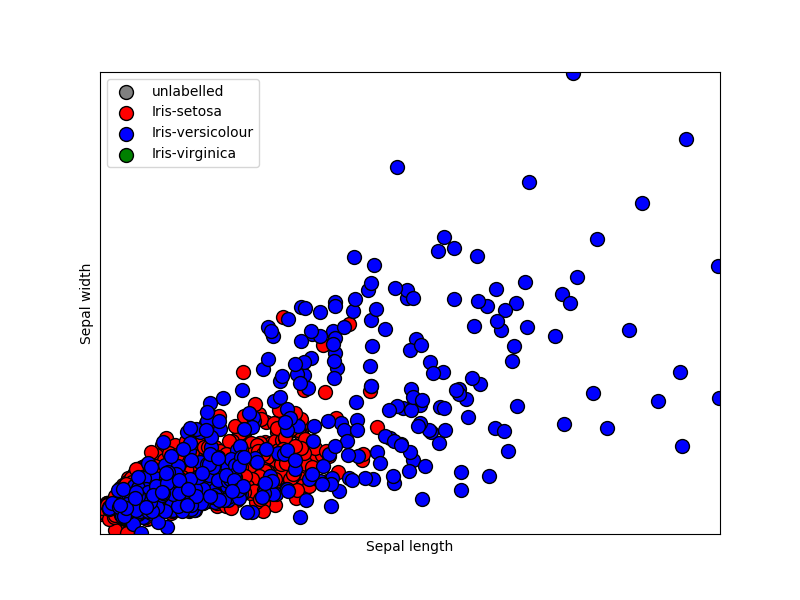 unlabelled
Iris-setosa
Iris-versicolour
Iris-virginica
Sepal width
Sepal length